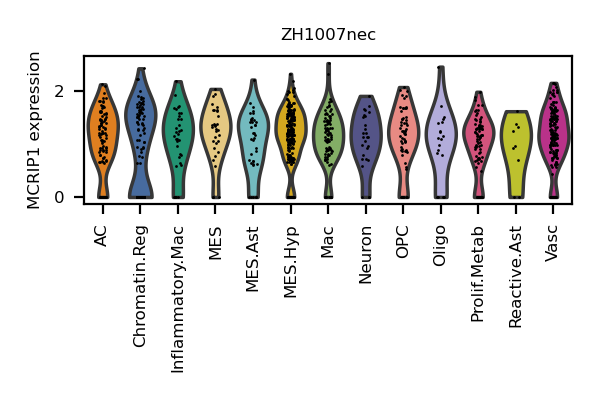 ZH1007nec
MCRIP1 expression
2
0
AC
Chromatin.Reg
Inflammatory.Mac
MES
MES.Ast
MES.Hyp
Mac
Neuron
OPC
Oligo
Prolif.Metab
Reactive.Ast
Vasc